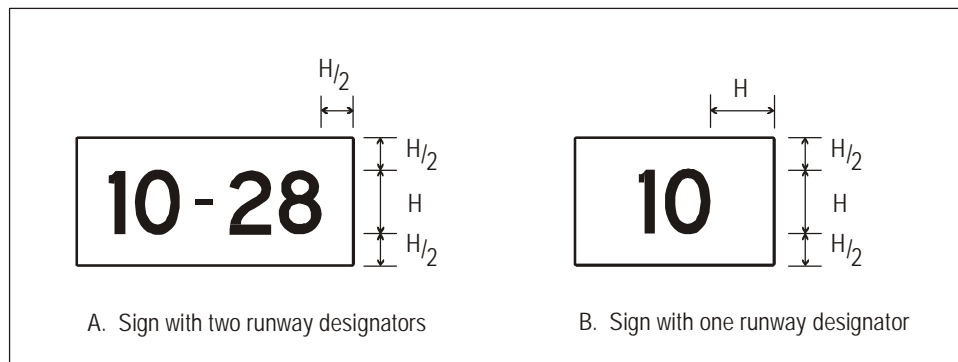 H/2
H
H/2
H
H/2
H/2
H
H/2
10 - 28
10
A. Sign with two runway designators
B. Sign with one runway designator